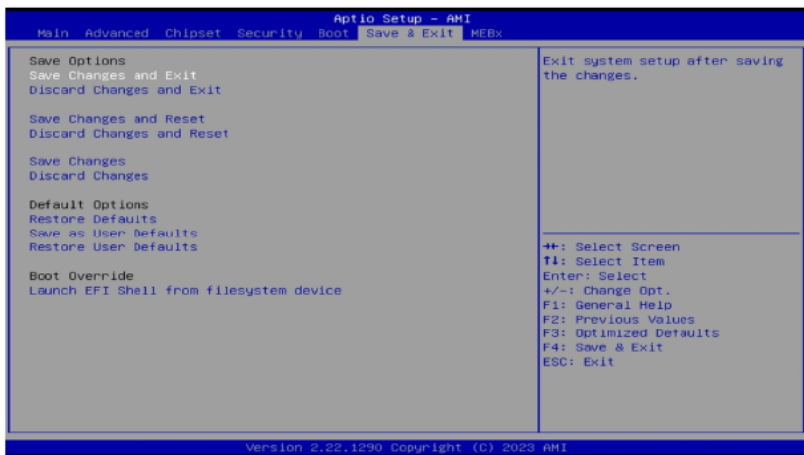 Aptio Setup – AMI
Main Advanced Chipset Security Boot Save & Exit MEBx
Save Options
Save Changes and Exit
Discard Changes and Exit
Save Changes and Reset
Discard Changes and Reset
Save Changes
Discard Changes
Default Options
Restore Defaults
Save as User Defaults
Restore User Defaults
Boot Override
Launch EFI Shell from filesystem device
Exit system setup after saving
the changes.
→←: Select Screen
↑↓: Select Item
Enter: Select
+/-: Change Opt.
F1: General Help
F2: Previous Values
F3: Optimized Defaults
F4: Save & Exit
ESC: Exit
Version 2.22.1290 Copyright (C) 2023 AMI